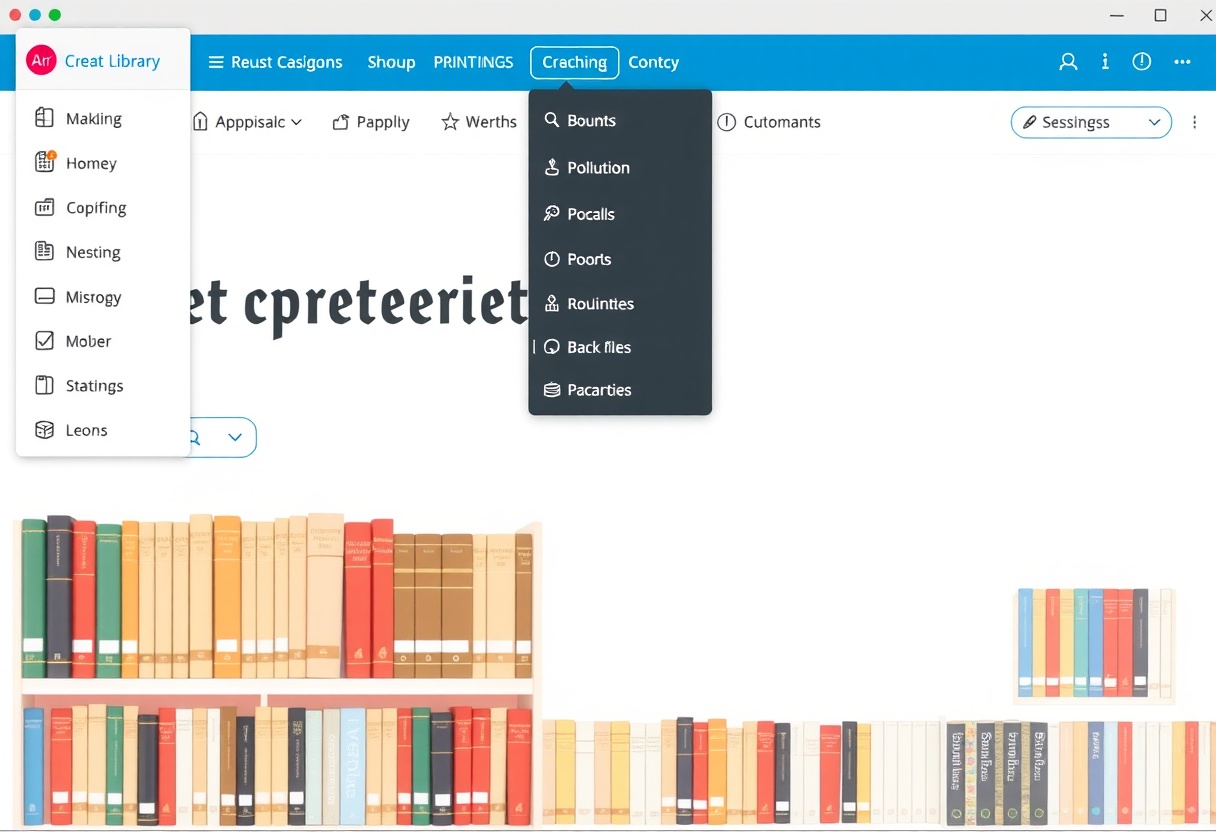 Arr Creat Library
Reust Casigons
Shoup
PRINTINGS
Craching
Contcy
Makling
Homey
Copifing
Nesting
Misrogy
Mober
Statings
Leons
Apppisalc
Papplty
Werths
Cutomants
Sessingss
Bounts
Pollution
Pocalls
Poorts
Rouinties
Back files
Pacarties
et cpreteeriet